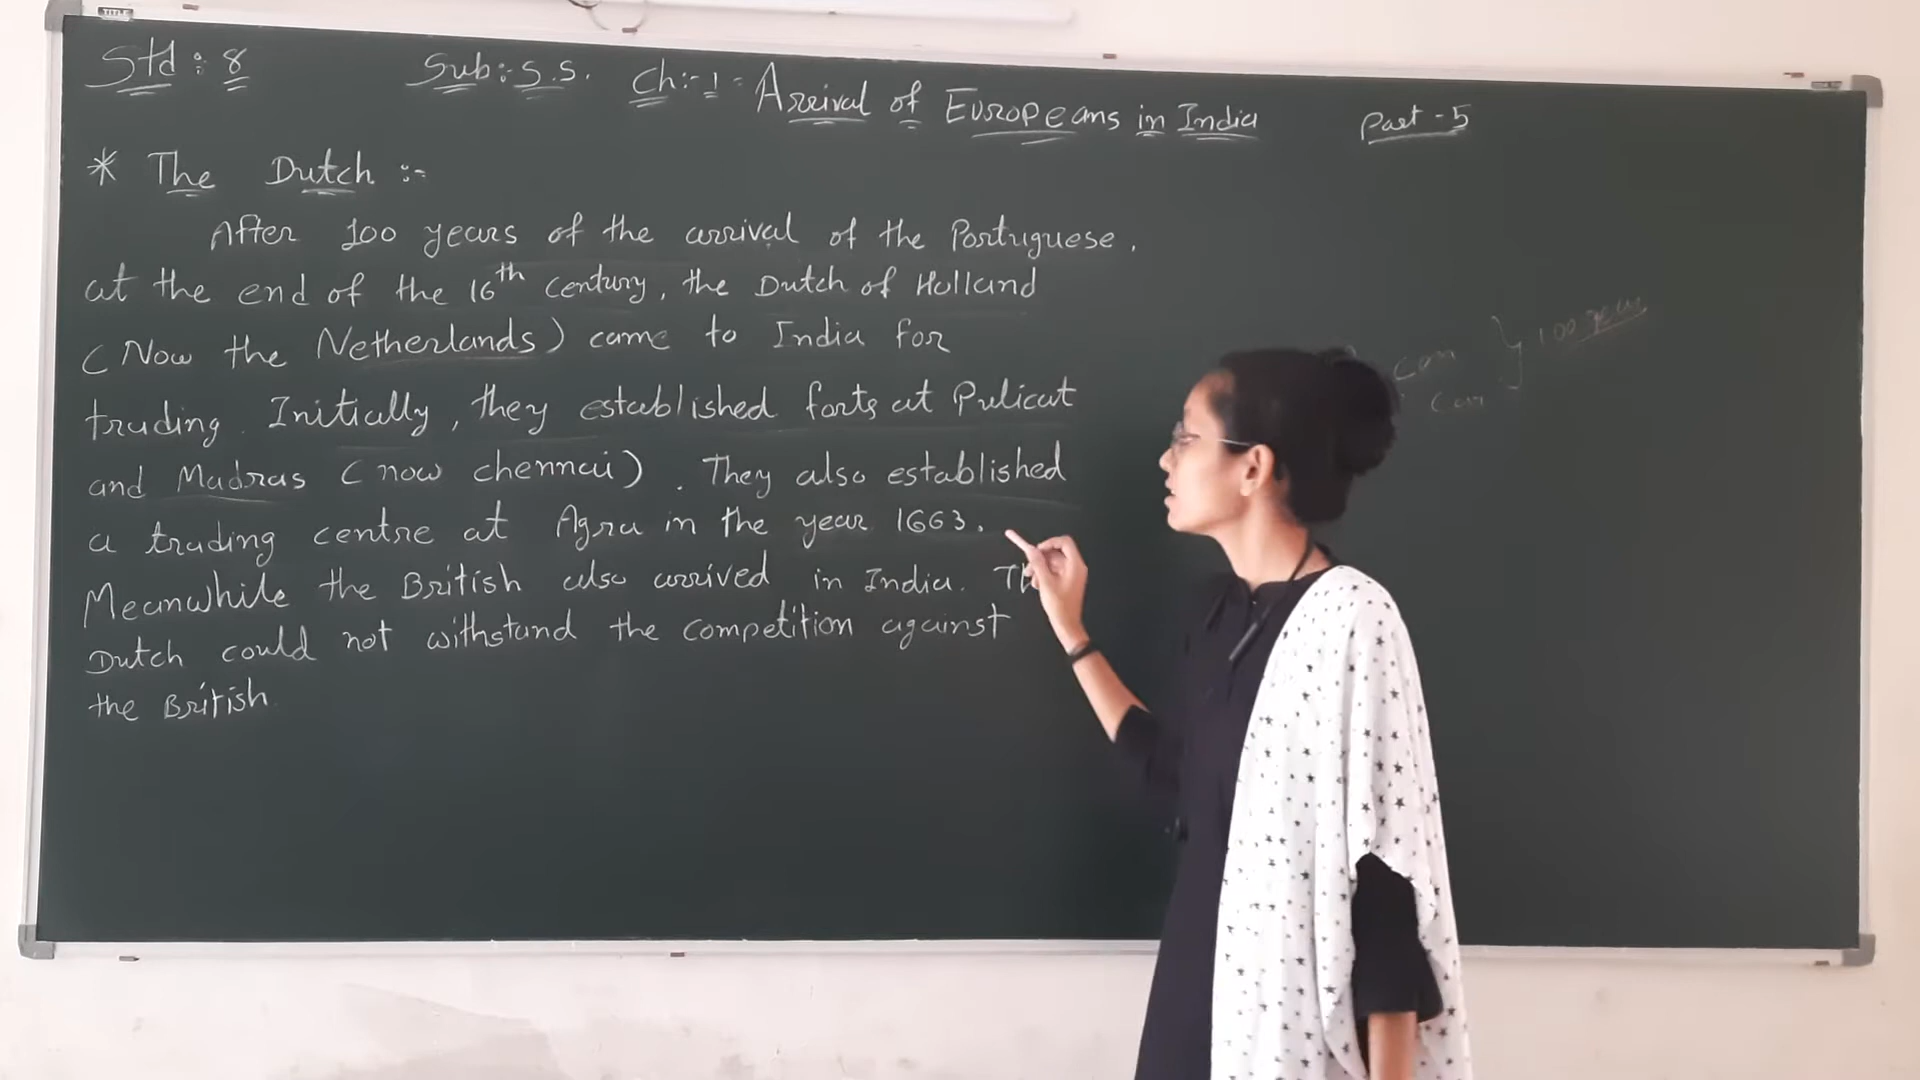 Std : 8 Sub:- S.S. Ch:-1 : Arrival of Europeans in India Part - 5
* The Dutch :-
After 100 years of the arrival of the Portuguese,
at the end of the 16th century, the Dutch of Holland
(Now the Netherlands) came to India for
trading. Initially, they established forts at Pulicat
and Madras (now chennai). They also established
a trading centre at Agra in the year 1663.
Meanwhile the British also arrived in India.
Dutch could not withstand the competition against
the British.
100 years